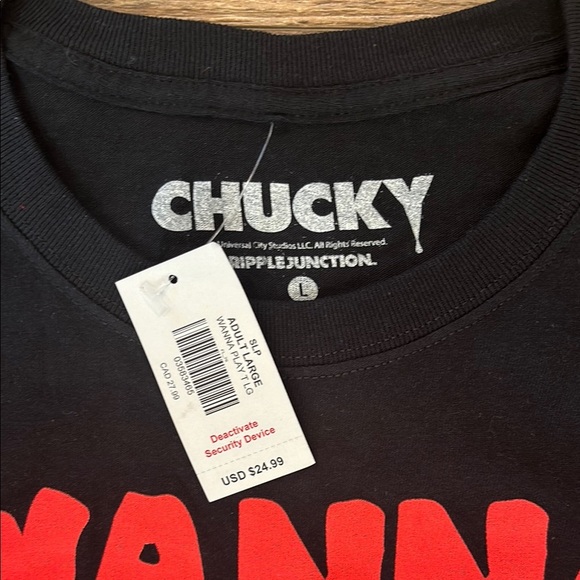 CHUCKY
Universal City Studios LLC. All Rights Reserved.
RIPPLE JUNCTION.
L
SLP
ADULT LARGE
WANNA PLAY T LG
03583465
CAD 27.99
Deactivate
Security Device
USD $24.99
WANN